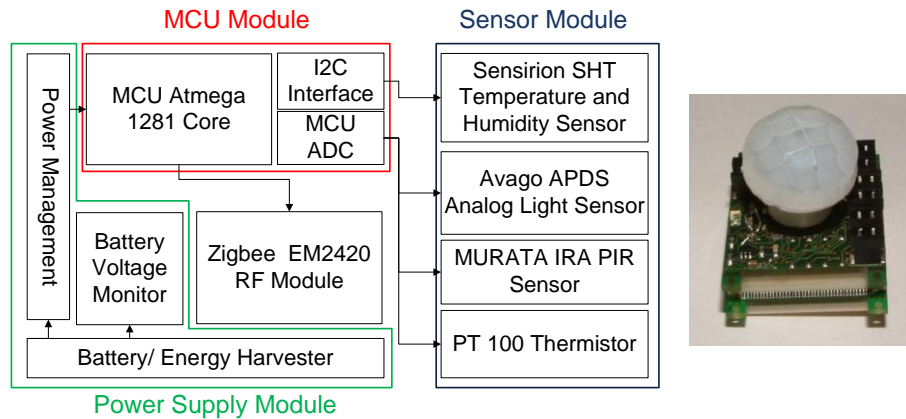 MCU Module
Sensor Module
Power Management
MCU Atmega
1281 Core
I2C
Interface
MCU
ADC
Battery
Voltage
Monitor
Zigbee EM2420
RF Module
Battery/ Energy Harvester
Power Supply Module
Sensirion SHT
Temperature and
Humidity Sensor
Avago APDS
Analog Light Sensor
MURATA IRA PIR
Sensor
PT 100 Thermistor